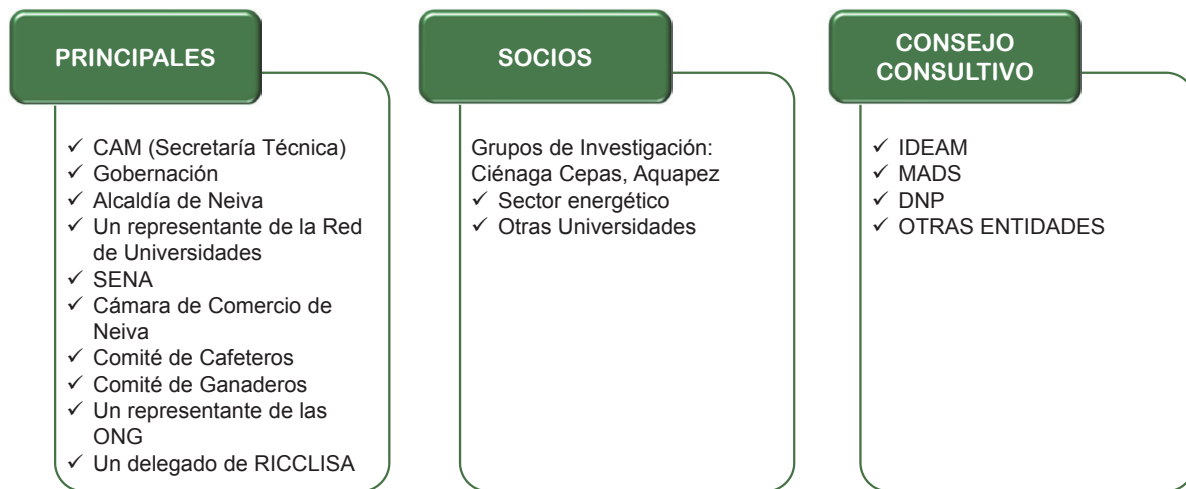 PRINCIPALES
✓ CAM (Secretaría Técnica)
✓ Gobernación
✓ Alcaldía de Neiva
✓ Un representante de la Red
de Universidades
✓ SENA
✓ Cámara de Comercio de
Neiva
✓ Comité de Cafeteros
✓ Comité de Ganaderos
✓ Un representante de las
ONG
✓ Un delegado de RICCLISA
SOCIOS
Grupos de Investigación:
Ciénaga Cepas, Aquapez
✓ Sector energético
✓ Otras Universidades
CONSEJO
CONSULTIVO
✓ IDEAM
✓ MADS
✓ DNP
✓ OTRAS ENTIDADES